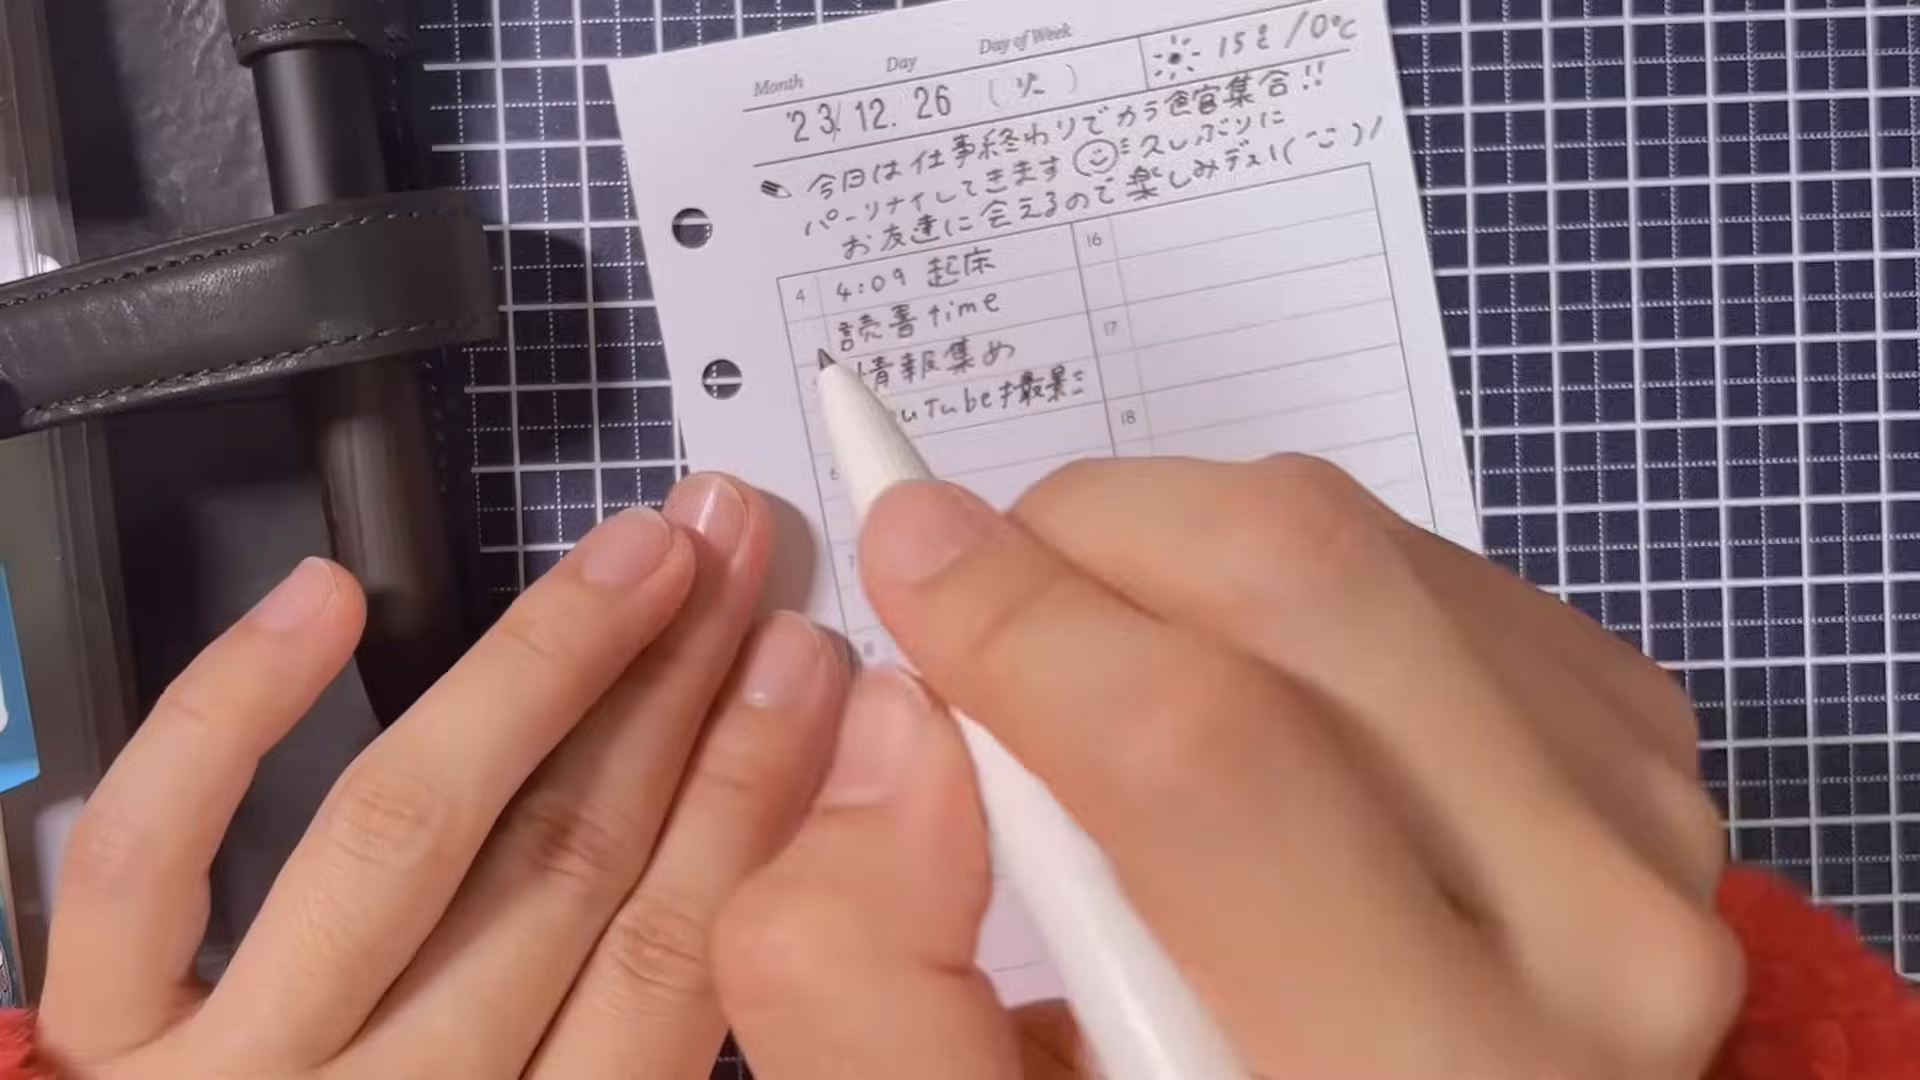 Month Day Day of Week
'23/.12.26 (火) 15℃/0℃
今日は仕事終わりでカラ色宮集合!!
パーリナイしてきます 久しぶりに
お友達に会えるので楽しみデス!(^-^)/
4 4:09 起床
読書time
情報集め
ouTube撮影
6
8
16
17
18